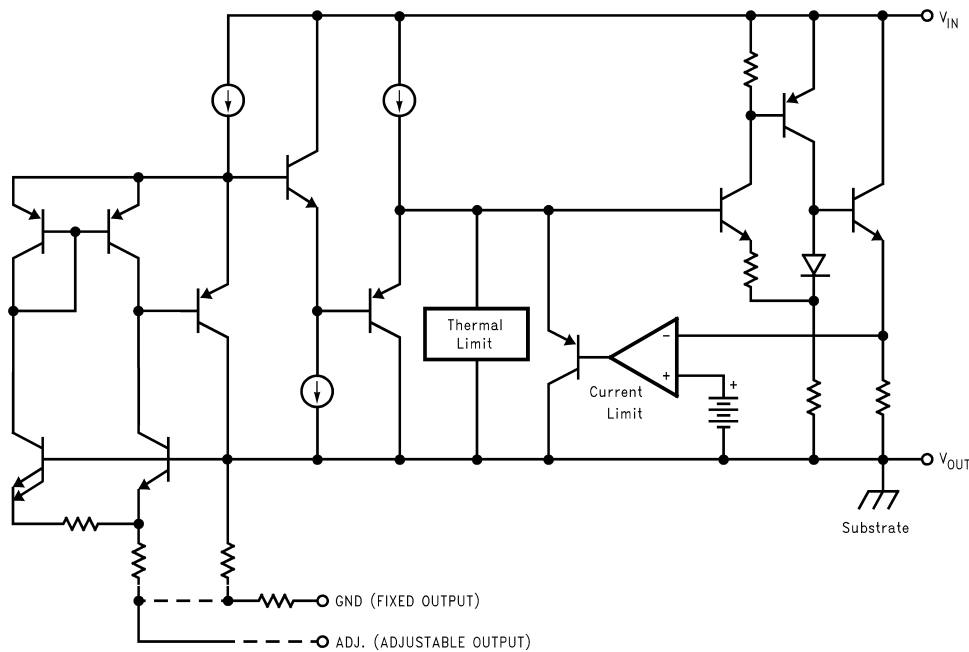 V_IN
Thermal
Limit
−
+
+
Current
Limit
V_OUT
Substrate
GND (FIXED OUTPUT)
ADJ. (ADJUSTABLE OUTPUT)